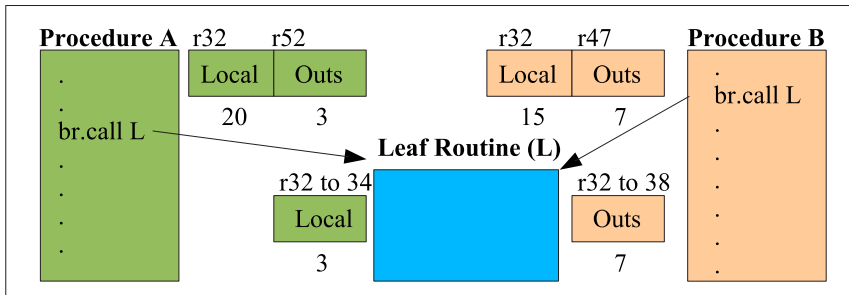 Procedure A
r32
r52
r32
r47
Procedure B
Local
Outs
Local
Outs
20
3
15
7
.
.
br.call L
.
.
.
.
.
br.call L
.
.
.
.
.
.
Leaf Routine (L)
r32 to 34
r32 to 38
Local
Outs
3
7